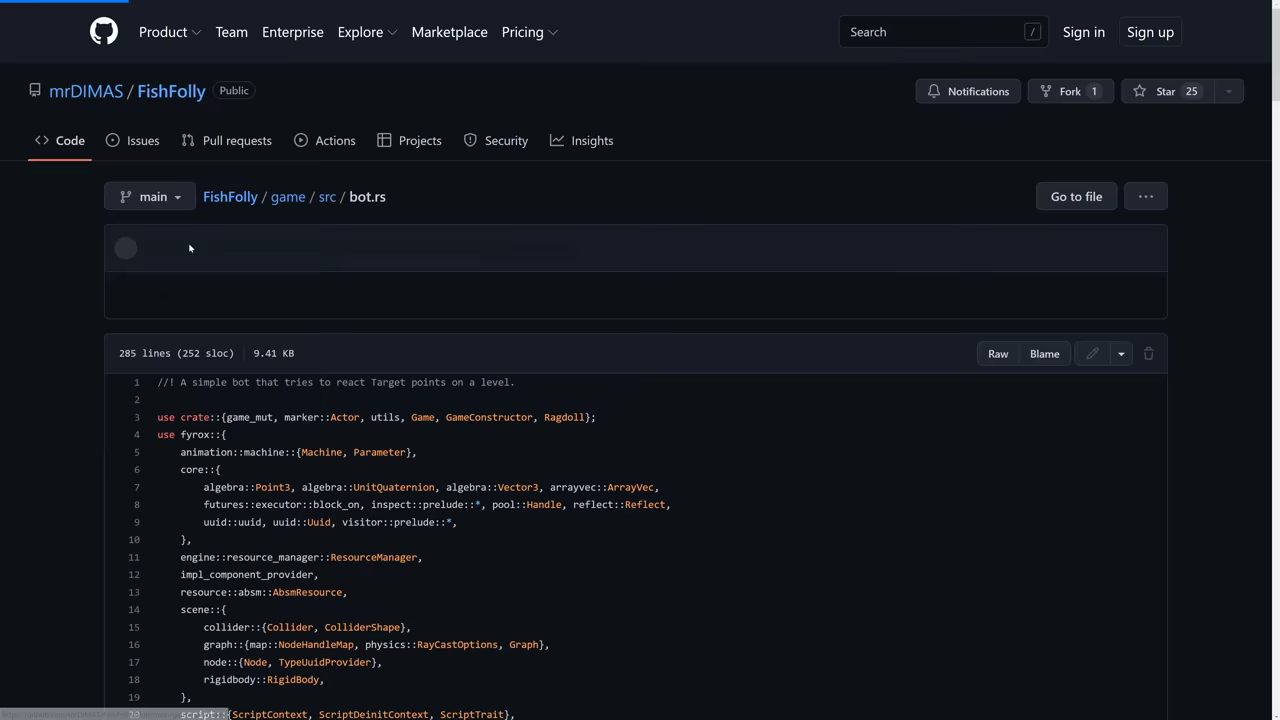 Product Team Enterprise Explore Marketplace Pricing Search / Sign in Sign up
mrDIMAS / FishFolly Public Notifications Fork 1 Star 25
Code Issues Pull requests Actions Projects Security Insights
main FishFolly / game / src / bot.rs Go to file ...
285 lines (252 sloc) 9.41 KB Raw Blame
1 //! A simple bot that tries to react Target points on a level.
2
3 use crate::{game_mut, marker::Actor, utils, Game, GameConstructor, Ragdoll};
4 use fyrox::{
5 animation::machine::{Machine, Parameter},
6 core::{
7 algebra::Point3, algebra::UnitQuaternion, algebra::Vector3, arrayvec::ArrayVec,
8 futures::executor::block_on, inspect::prelude::*, pool::Handle, reflect::Reflect,
9 uuid::uuid, uuid::Uuid, visitor::prelude::*,
10 },
11 engine::resource_manager::ResourceManager,
12 impl_component_provider,
13 resource::absm::AbsmResource,
14 scene::{
15 collider::{Collider, ColliderShape},
16 graph::{map::NodeHandleMap, physics::RayCastOptions, Graph},
17 node::{Node, TypeUuidProvider},
18 rigidbody::RigidBody,
19 },
20 script::{ScriptContext, ScriptDeinitContext, ScriptTrait},